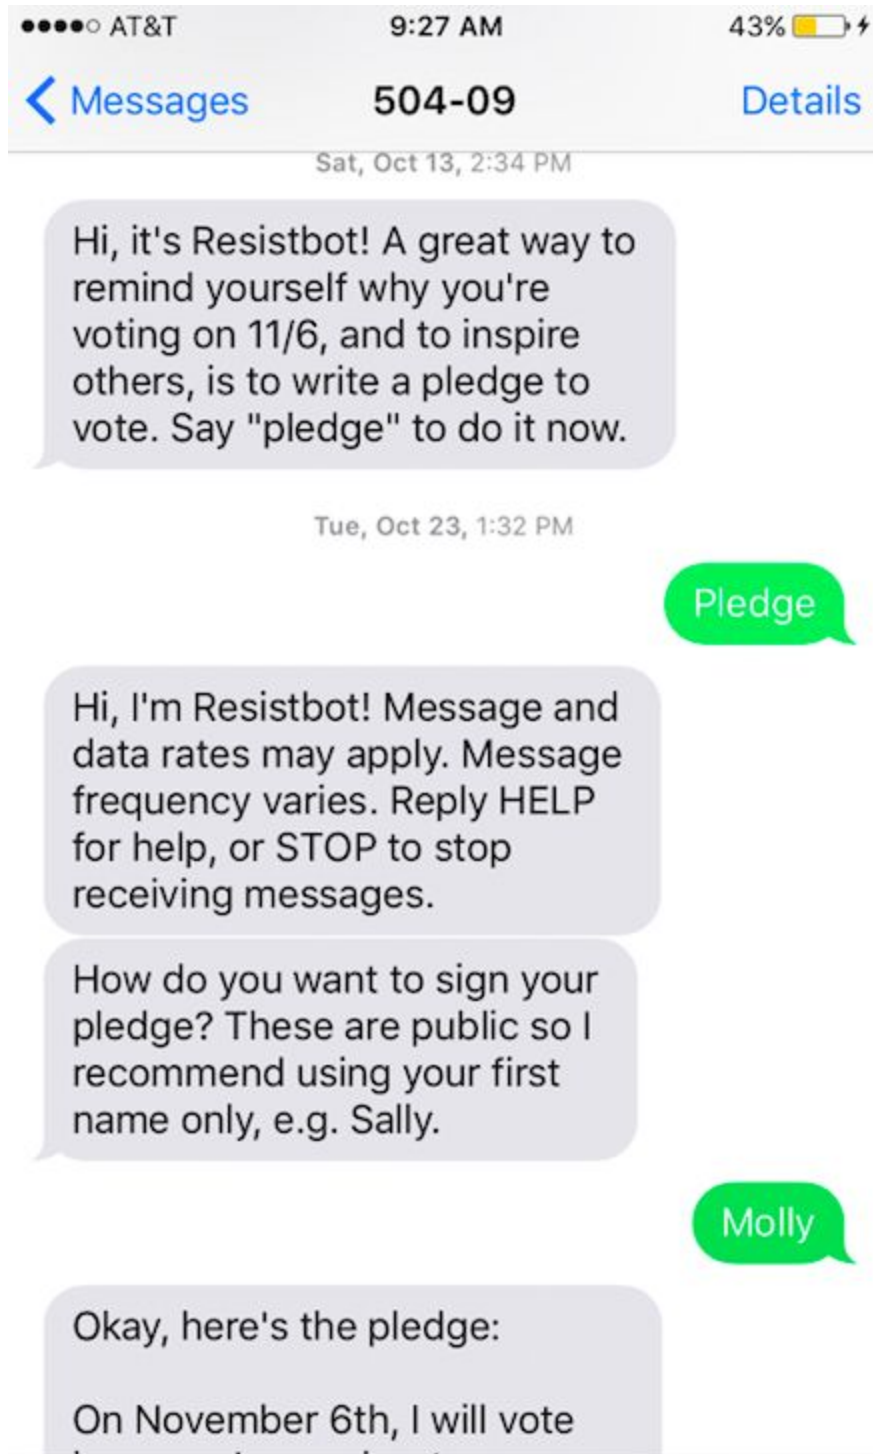 AT&T 9:27 AM 43%
Messages 504-09 Details
Sat, Oct 13, 2:34 PM
Hi, it's Resistbot! A great way to
remind yourself why you're
voting on 11/6, and to inspire
others, is to write a pledge to
vote. Say "pledge" to do it now.
Tue, Oct 23, 1:32 PM
Pledge
Hi, I'm Resistbot! Message and
data rates may apply. Message
frequency varies. Reply HELP
for help, or STOP to stop
receiving messages.
How do you want to sign your
pledge? These are public so I
recommend using your first
name only, e.g. Sally.
Molly
Okay, here's the pledge:
On November 6th, I will vote